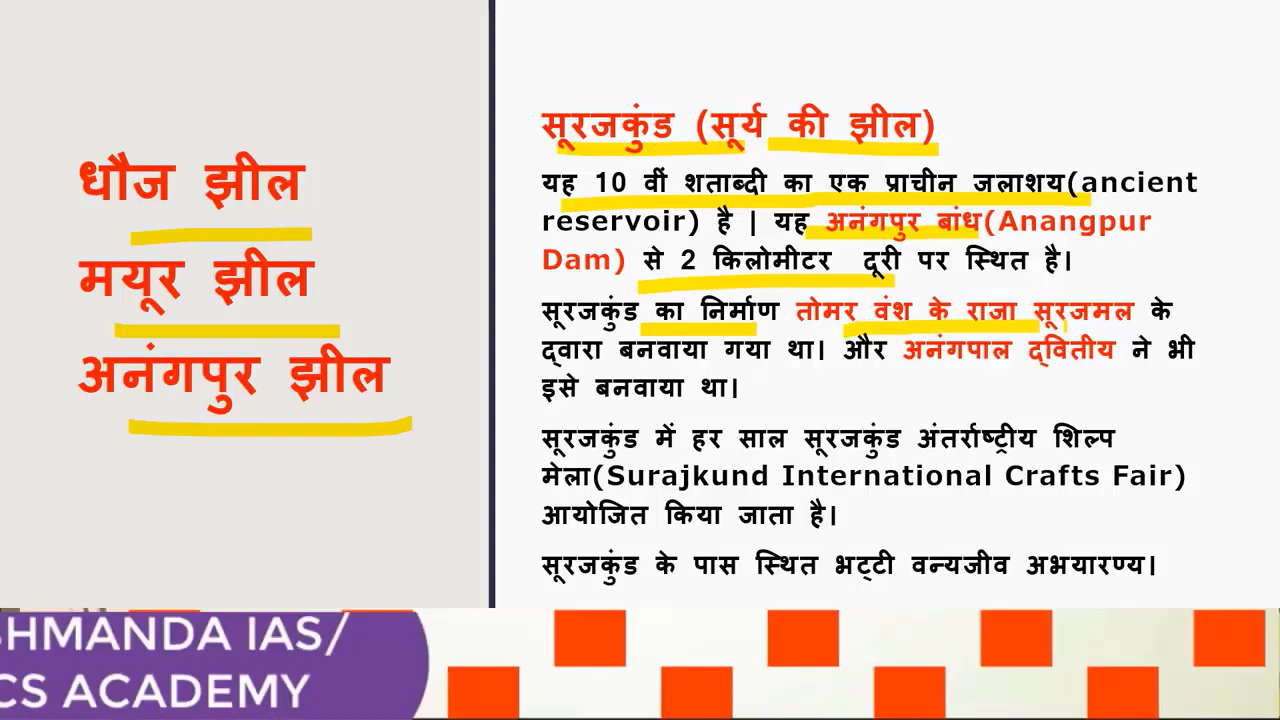 धौज झील
मयूर झील
अनंगपुर झील
सूरजकुंड (सूर्य की झील)
यह 10 वीं शताब्दी का एक प्राचीन जलाशय(ancient
reservoir) है | यह अनंगपुर बांध(Anangpur
Dam) से 2 किलोमीटर दूरी पर स्थित है।
सूरजकुंड का निर्माण तोमर वंश के राजा सूरजमल के
द्वारा बनवाया गया था। और अनंगपाल द्वितीय ने भी
इसे बनवाया था।
सूरजकुंड में हर साल सूरजकुंड अंतर्राष्ट्रीय शिल्प
मेला(Surajkund International Crafts Fair)
आयोजित किया जाता है।
सूरजकुंड के पास स्थित भट्टी वन्यजीव अभयारण्य।
SHMANDA IAS/
CS ACADEMY